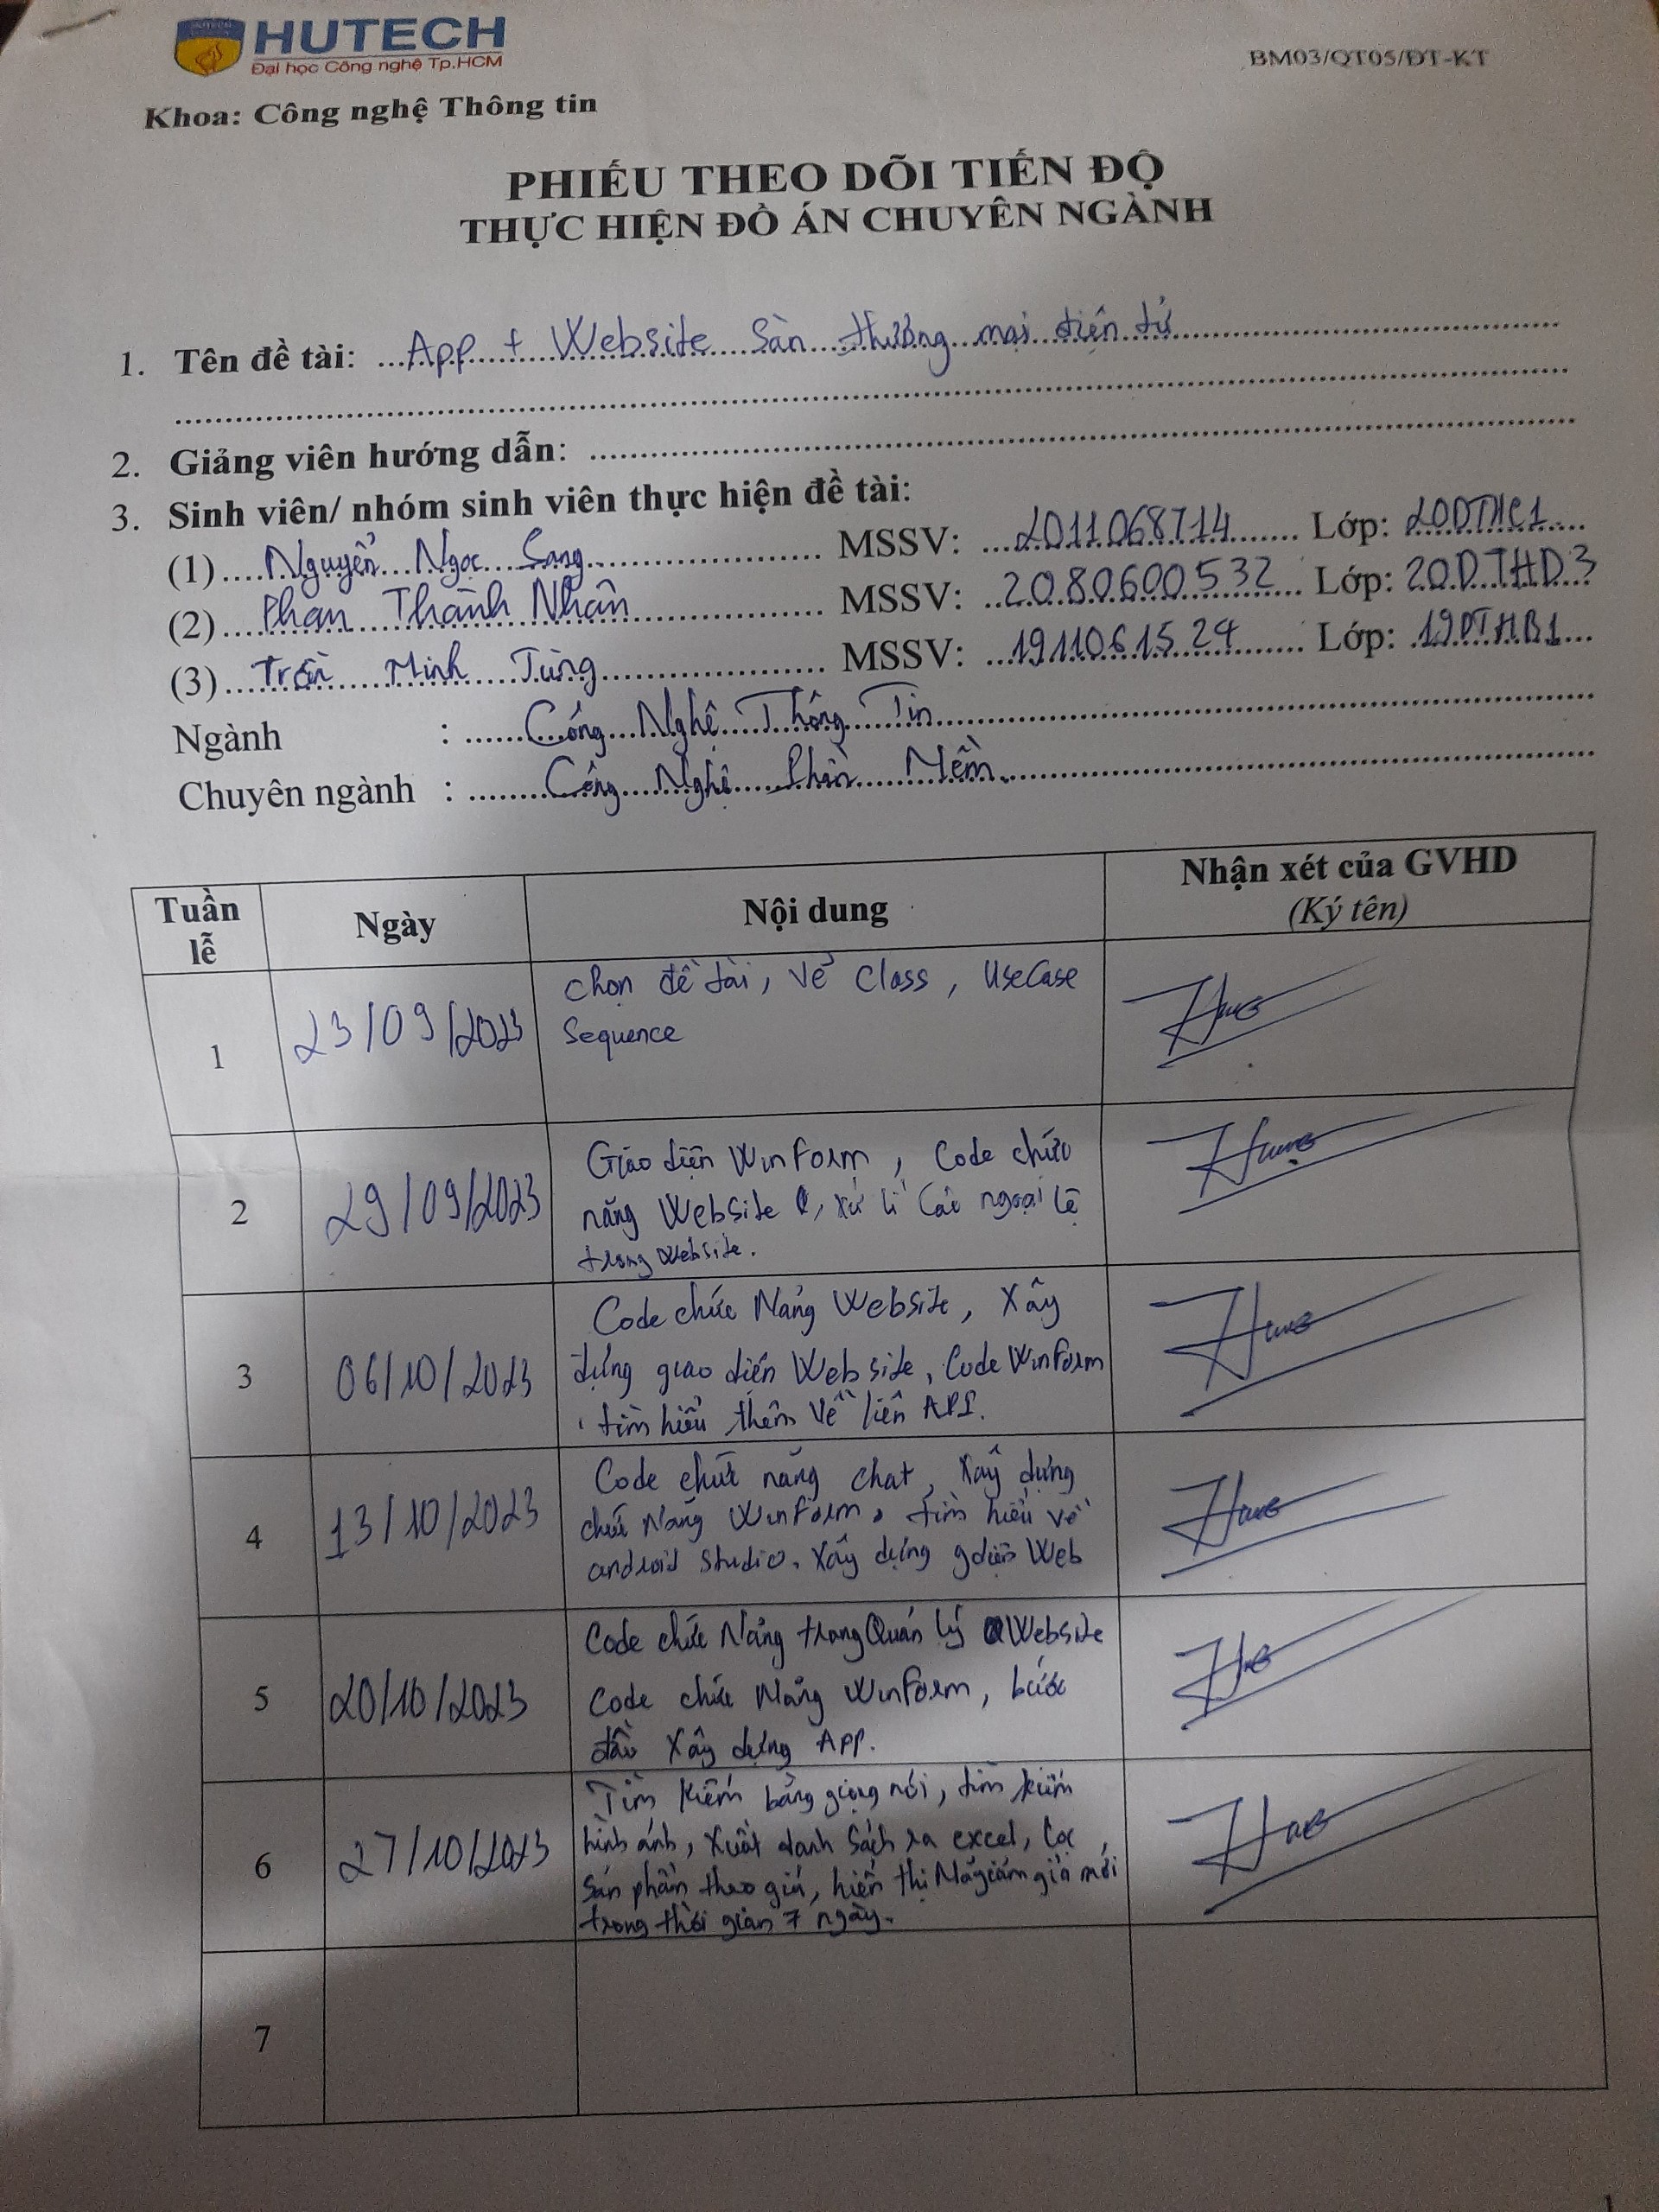 HUTECH
Đại học Công nghệ Tp.HCM
BM03/QT05/ĐT-KT
Khoa: Công nghệ Thông tin
PHIẾU THEO DÕI TIẾN ĐỘ
THỰC HIỆN ĐỒ ÁN CHUYÊN NGÀNH
1. Tên đề tài: App + Website Sàn thương mại điện tử
2. Giảng viên hướng dẫn:
3. Sinh viên/ nhóm sinh viên thực hiện đề tài:
(1) Nguyễn Ngọc Sang MSSV: 2011068714 Lớp: 20DTHC1
(2) Phan Thành Nhân MSSV: 2080600532 Lớp: 20DTHD3
(3) Trần Minh Tùng MSSV: 1911061524 Lớp: 19DTHB1
Ngành : Công Nghệ Thông Tin
Chuyên ngành : Công Nghệ Phần Mềm.
Tuần lễ Ngày Nội dung Nhận xét của GVHD
(Ký tên)
1 23/09/2023 Chọn đề tài, vẽ Class, UseCase
Sequence
2 29/09/2023 Giao diện WinForm, Code chức
năng Website, xử lí các ngoại lệ
trong website.
3 06/10/2023 Code chức Năng Website, Xây
dựng giao diện Website, Code WinForm
, tìm hiểu thêm về liên API.
4 13/10/2023 Code chức năng chat, Xây dựng
chức Năng WinForm, tìm hiểu về
android Studio, Xây dựng gdiện Web
5 20/10/2023 Code chức Năng trang Quản lý Website
Code chức Năng WinForm, bước
đầu Xây dựng App.
6 27/10/2023 Tìm kiếm bằng giọng nói, tìm kiếm
hình ảnh, Xuất danh sách ra excel, Lọc
sản phẩm theo giá, hiển thị Mã giảm giá mới
trong thời gian 7 ngày.
7